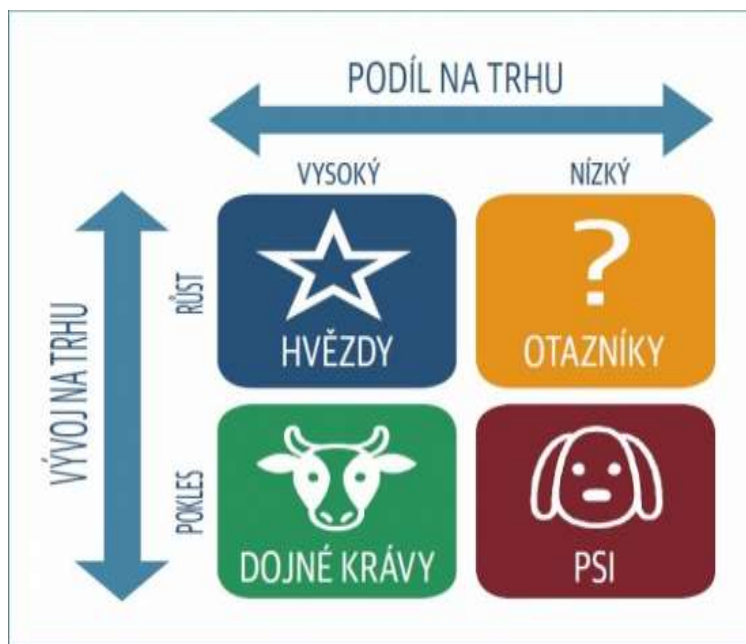 PODÍL NA TRHU
VYSOKÝ
NÍZKÝ
VÝVOJ NA TRHU
RŮST
?
HVĚZDY
OTAZNÍKY
POKLES
DOJNÉ KRÁVY
PSI